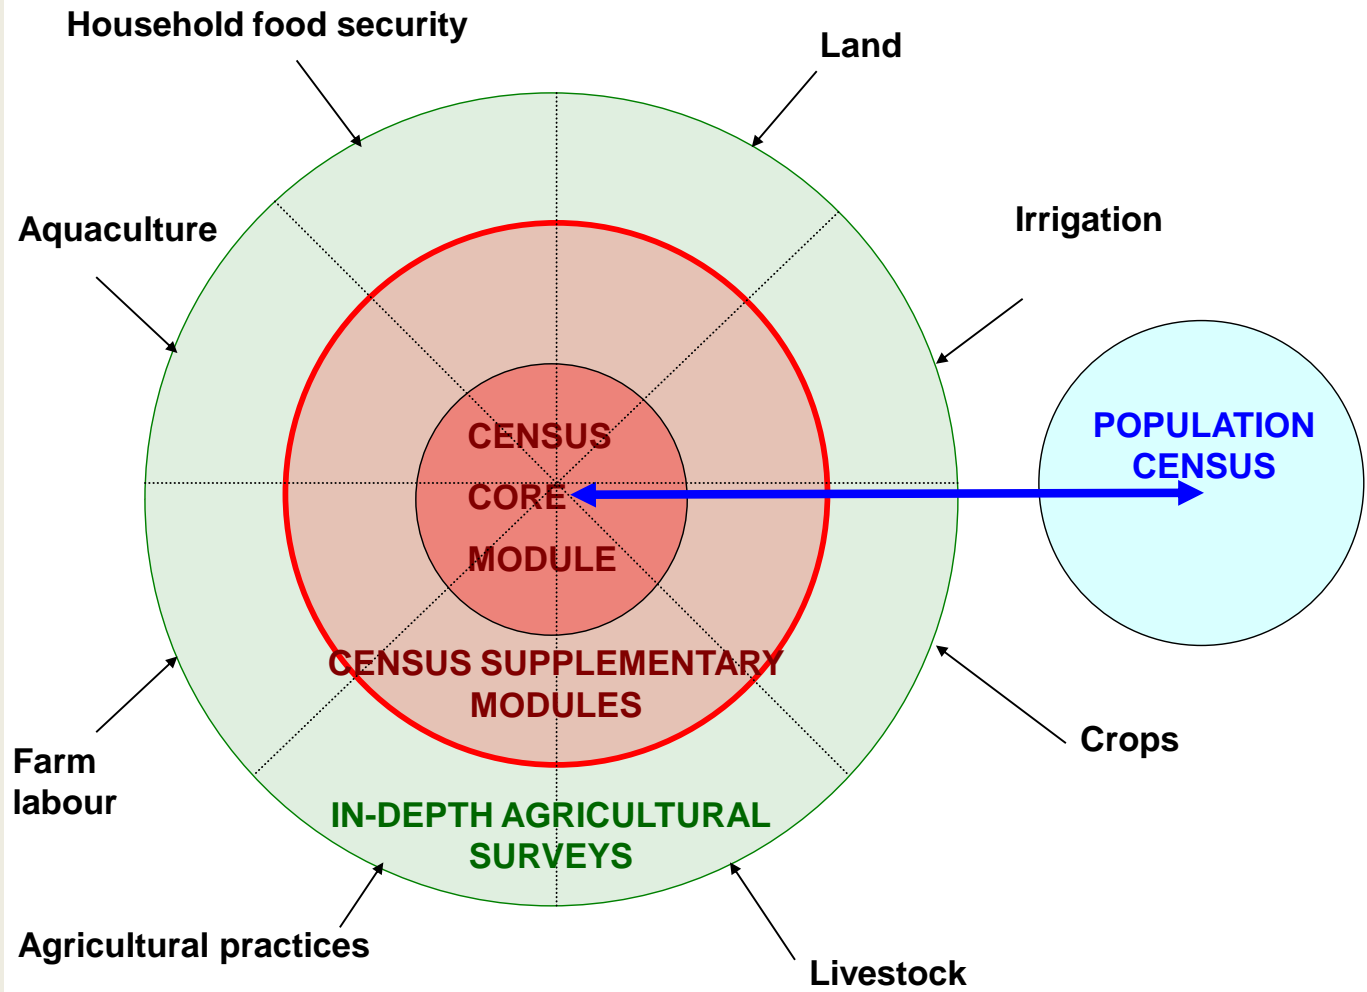 Household food security
Land
Aquaculture
Irrigation
POPULATION
CENSUS
CENSUS
CORE
MODULE
CENSUS SUPPLEMENTARY
MODULES
Crops
Farm
labour
IN-DEPTH AGRICULTURAL
SURVEYS
Agricultural practices
Livestock